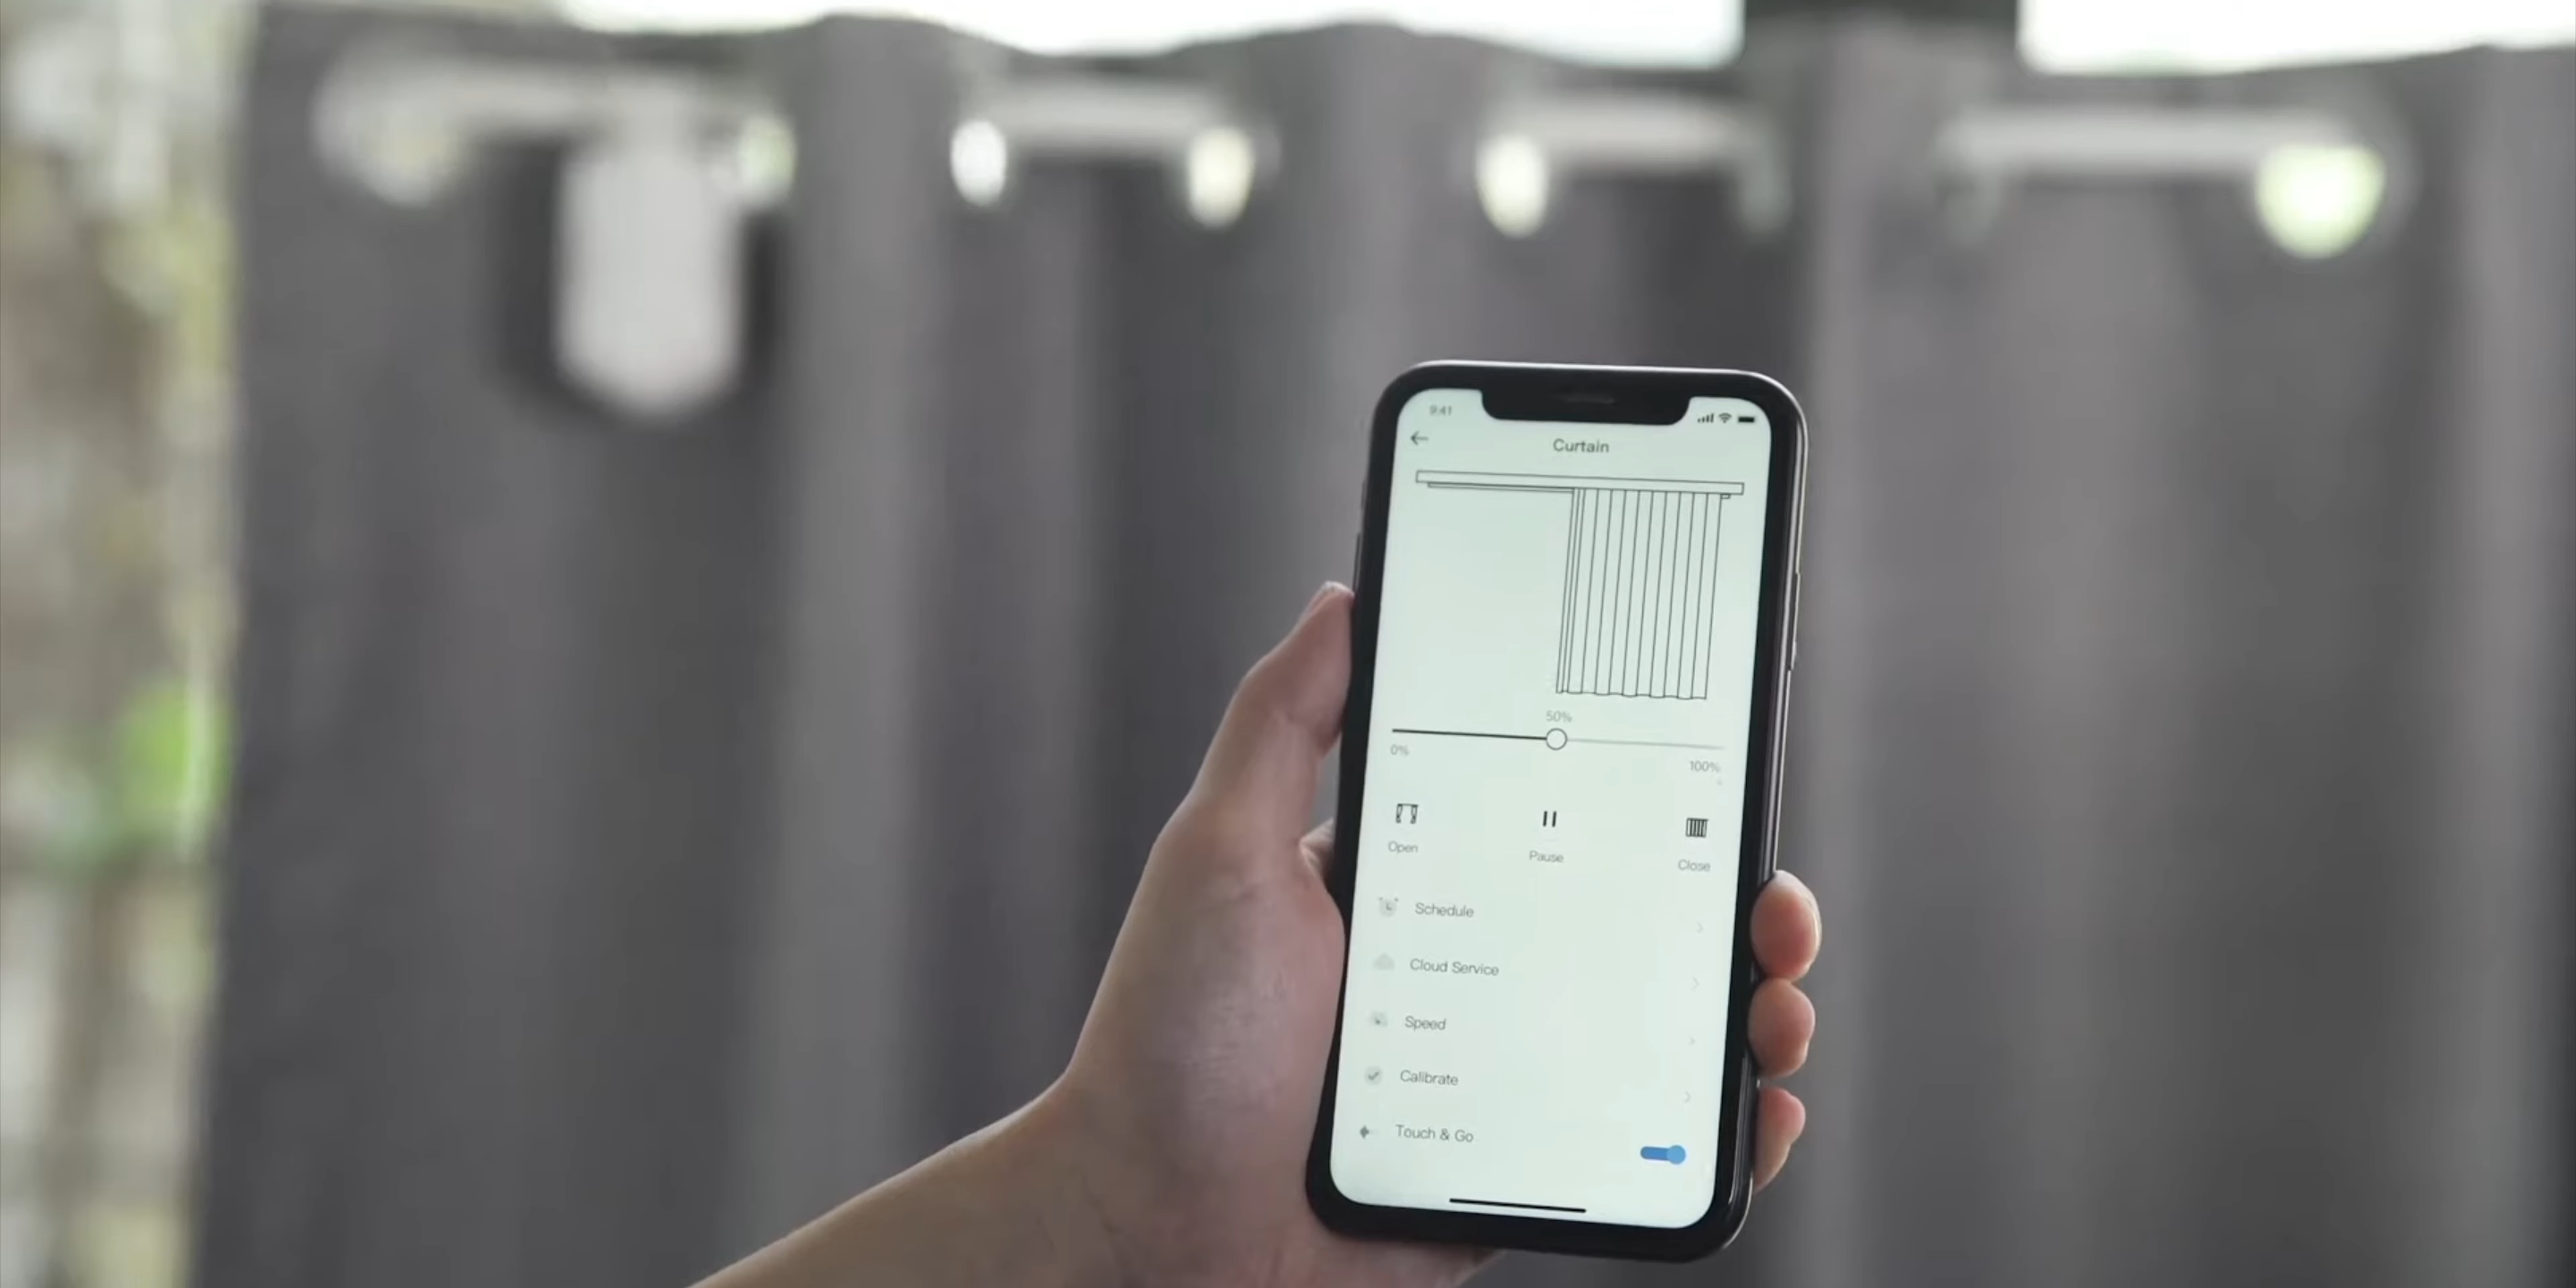 9:41
Curtain
50%
0%
100%
Open
Pause
Close
Schedule
Cloud Service
Speed
Calibrate
Touch & Go